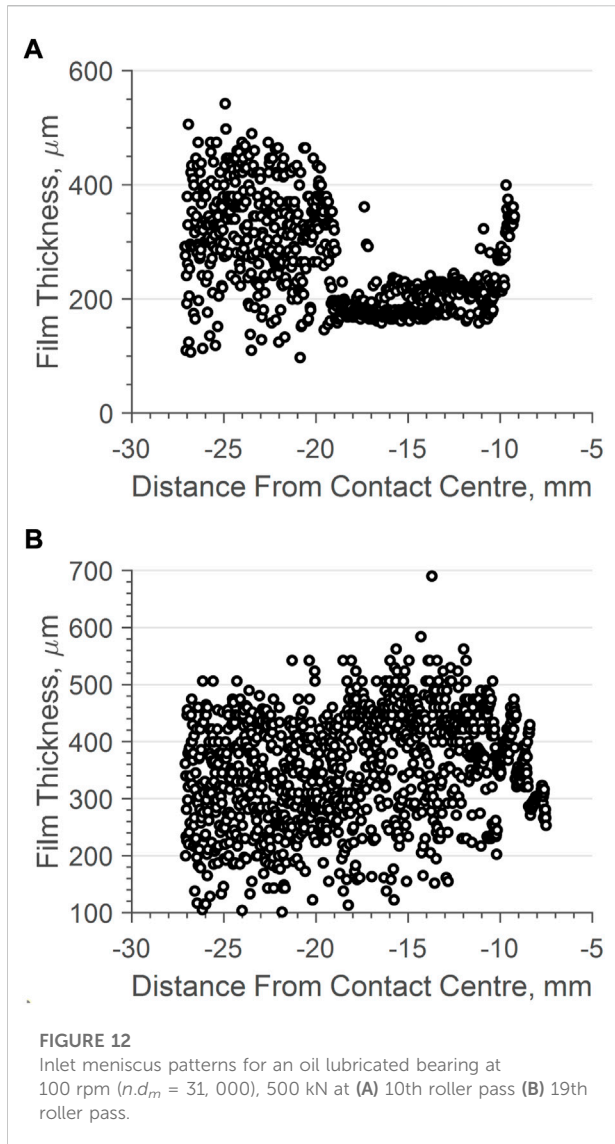 A
600
400
200
0
Film Thickness, μm
-30 -25 -20 -15 -10 -5
Distance From Contact Centre, mm
B
700
600
500
400
300
200
100
Film Thickness, μm
-30 -25 -20 -15 -10 -5
Distance From Contact Centre, mm
FIGURE 12
Inlet meniscus patterns for an oil lubricated bearing at
100 rpm (n.dm = 31, 000), 500 kN at (A) 10th roller pass (B) 19th
roller pass.